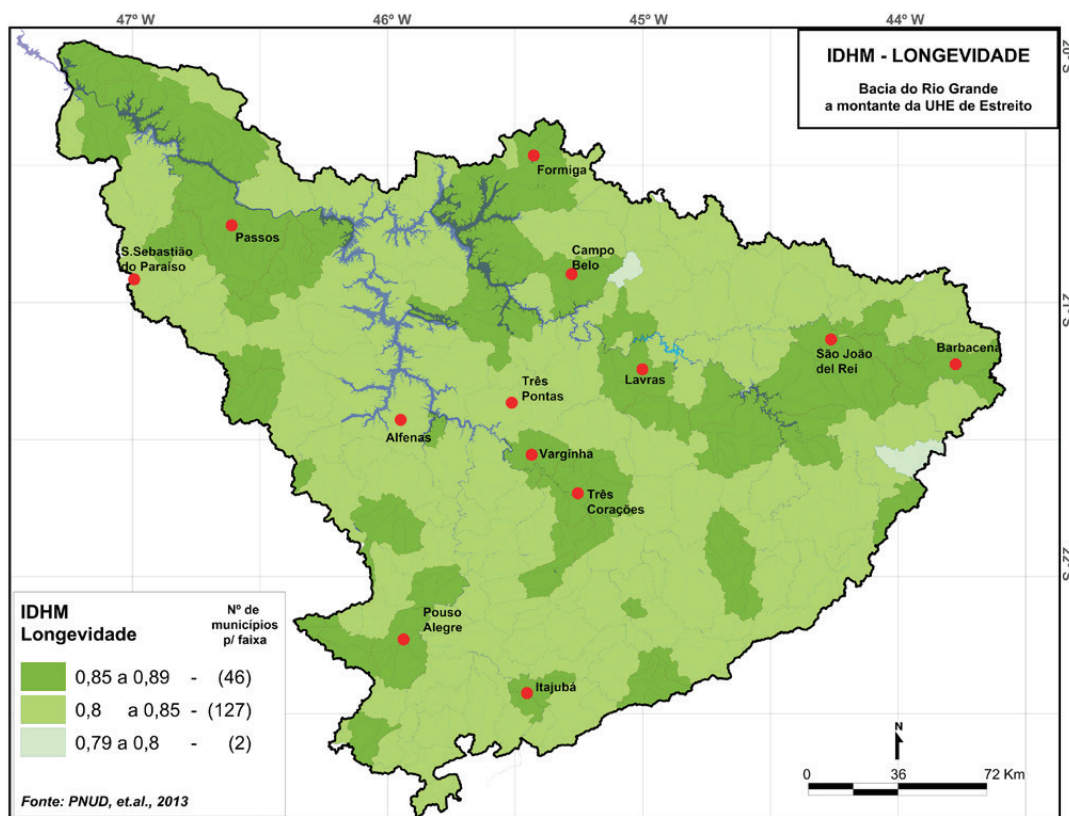 47° W
46° W
45° W
44° W
IDHM - LONGEVIDADE
Bacia do Rio Grande
a montante da UHE de Estreito
20°S
21°S
22°S
Formiga
Passos
S.Sebastião
do Paraíso
Campo
Belo
São João
del Rei
Barbacena
Lavras
Três
Pontas
Alfenas
Varginha
Três
Corações
Pouso
Alegre
Itajubá
IDHM
Longevidade
Nº de
municípios
p/ faixa
0,85 a 0,89 - (46)
0,8 a 0,85 - (127)
0,79 a 0,8 - (2)
Fonte: PNUD, et.al., 2013
N
0 36 72 Km